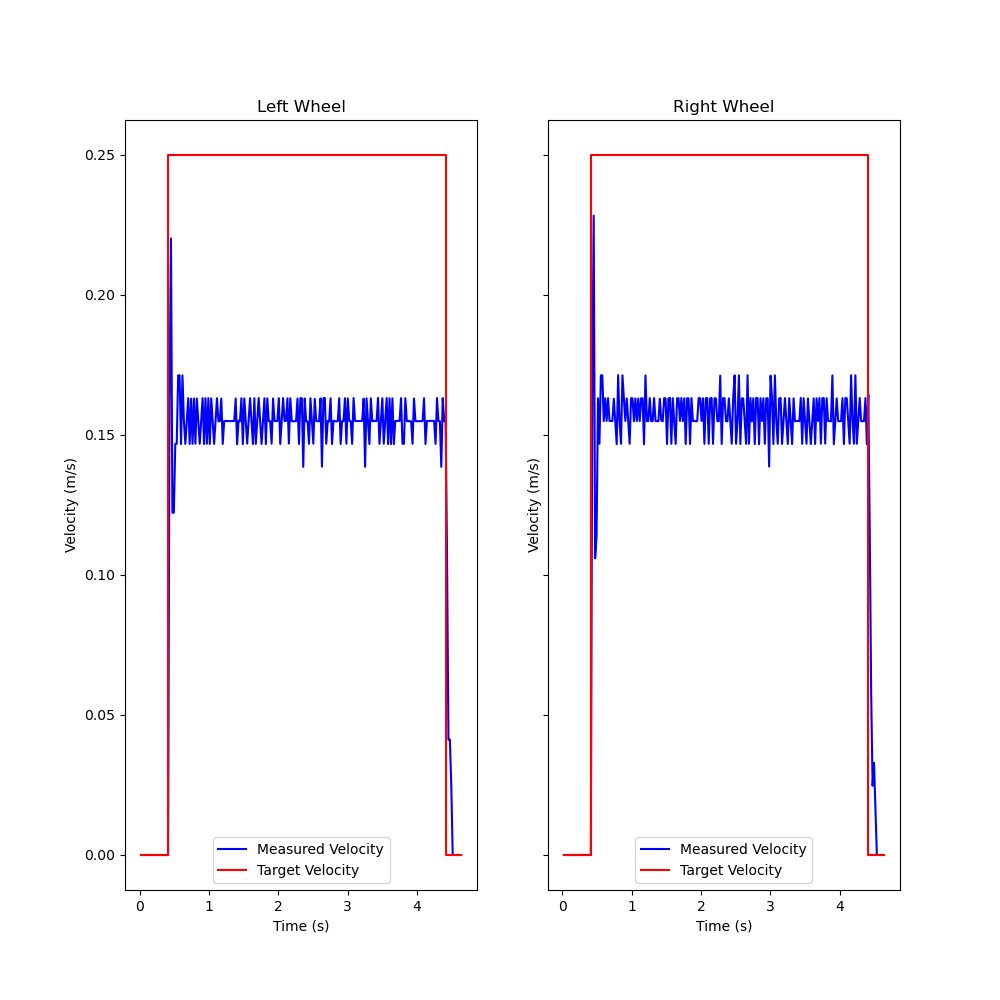 Left Wheel
Velocity (m/s)
0.25
0.20
0.15
0.10
0.05
0.00
Measured Velocity
Target Velocity
0 1 2 3 4
Time (s)
Right Wheel
Velocity (m/s)
Measured Velocity
Target Velocity
0 1 2 3 4
Time (s)